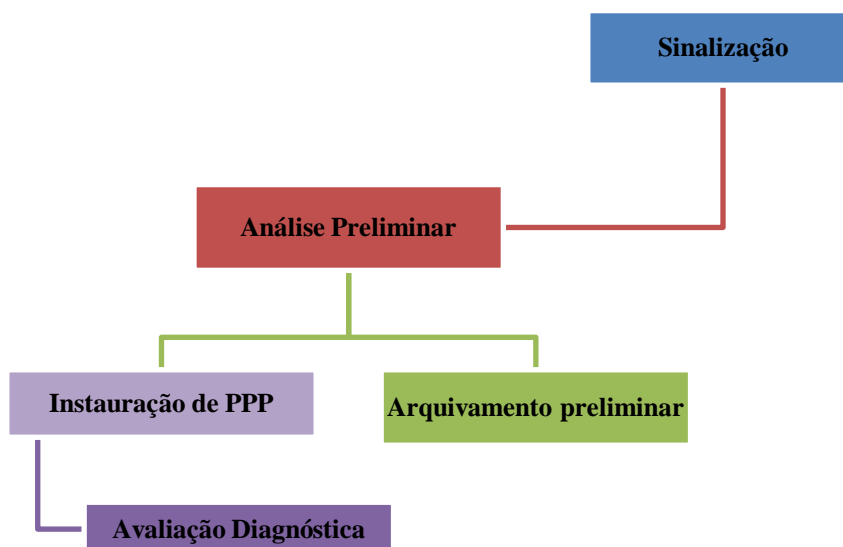 Sinalização
Análise Preliminar
Instauração de PPP
Arquivamento preliminar
Avaliação Diagnóstica